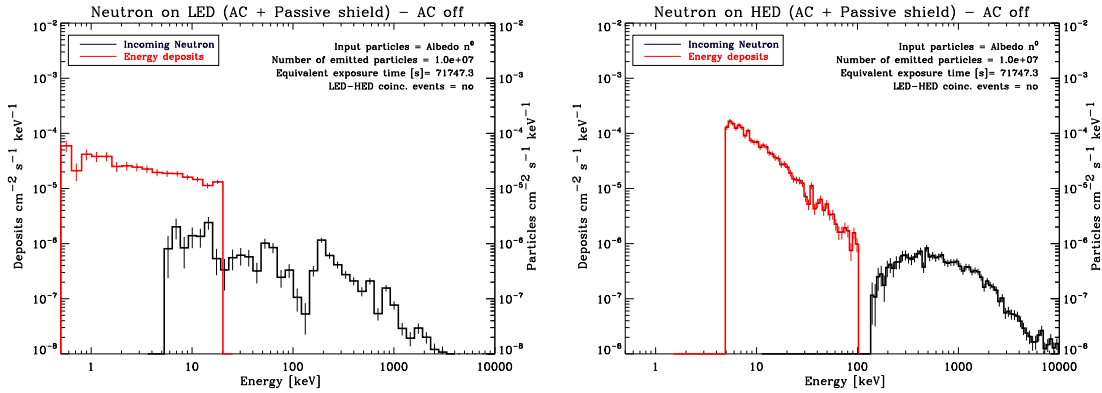 Neutron on LED (AC + Passive shield) – AC off
Incoming Neutron
Energy deposits
Input particles = Albedo n⁰
Number of emitted particles = 1.0e+07
Equivalent exposure time [s]= 71747.3
LED-HED coinc. events = no
Deposits cm⁻² s⁻¹ keV⁻¹
10⁻²
10⁻³
10⁻⁴
10⁻⁵
10⁻⁶
10⁻⁷
10⁻⁸
Particles cm⁻² s⁻¹ keV⁻¹
10⁻²
10⁻³
10⁻⁴
10⁻⁵
10⁻⁶
10⁻⁷
10⁻⁸
1 10 100 1000 10000
Energy [keV]
Neutron on HED (AC + Passive shield) – AC off
Incoming Neutron
Energy deposits
Input particles = Albedo n⁰
Number of emitted particles = 1.0e+07
Equivalent exposure time [s]= 71747.3
LED-HED coinc. events = no
Deposits cm⁻² s⁻¹ keV⁻¹
10⁻²
10⁻³
10⁻⁴
10⁻⁵
10⁻⁶
10⁻⁷
10⁻⁸
Particles cm⁻² s⁻¹ keV⁻¹
10⁻²
10⁻³
10⁻⁴
10⁻⁵
10⁻⁶
10⁻⁷
10⁻⁸
1 10 100 1000 10000
Energy [keV]